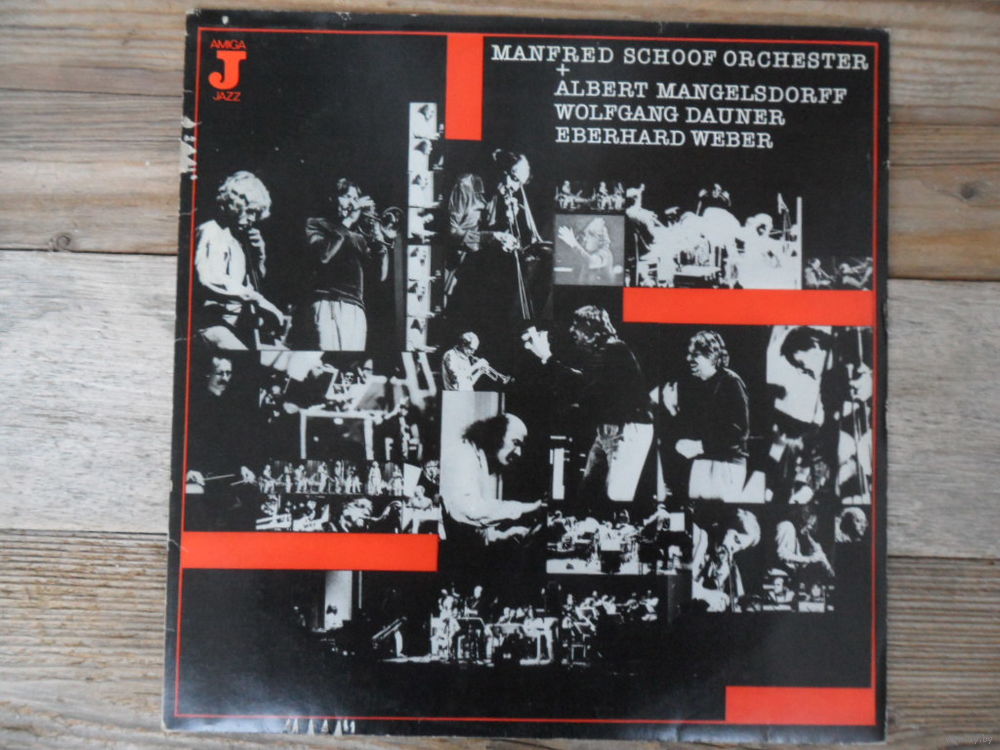 AMIGA
J
JAZZ
MANFRED SCHOOF ORCHESTER
+
ALBERT MANGELSDORFF
WOLFGANG DAUNER
EBERHARD WEBER